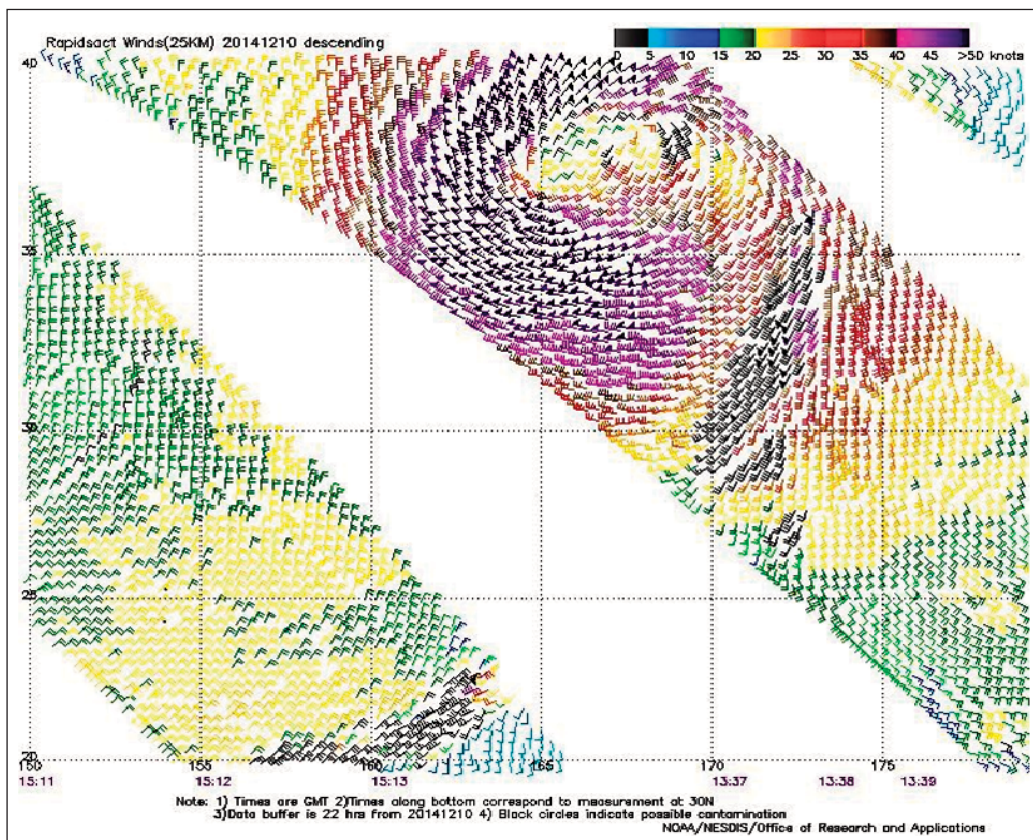 Rapidsact Winds(25KM) 20141210 descending
0 5 10 15 20 25 30 35 40 45 >50 knots
40
35
30
25
20
150 155 160 165 170 175
15:11 15:12 15:13 13:37 13:38 13:39
Note: 1) Times are GMT 2)Times along bottom correspond to measurement at 30N
3)Data buffer is 22 hrs from 20141210 4) Black circles indicate possible contamination
NOAA/NESDIS/Office of Research and Applications